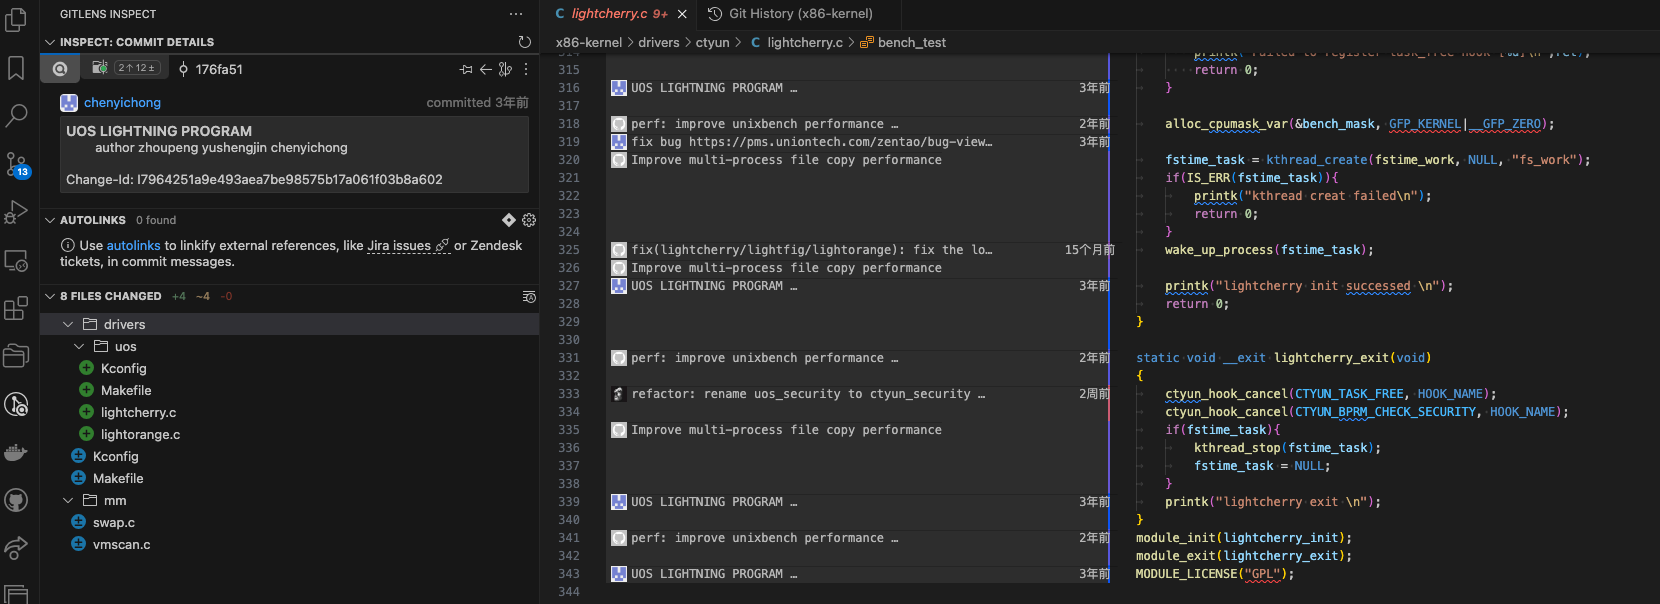 GITLENS INSPECT
INSPECT: COMMIT DETAILS
2↑ 12 ±
176fa51
chenyichong
committed 3年前
UOS LIGHTNING PROGRAM
author zhoupeng yushengjin chenyichong
Change-Id: I7964251a9e493aea7be98575b17a061f03b8a602
AUTOLINKS 0 found
Use autolinks to linkify external references, like Jira issues or Zendesk
tickets, in commit messages.
8 FILES CHANGED +4 ~4 -0
drivers
uos
Kconfig
Makefile
lightcherry.c
lightorange.c
Kconfig
Makefile
mm
swap.c
vmscan.c
13
C lightcherry.c 9+
Git History (x86-kernel)
x86-kernel > drivers > ctyun > C lightcherry.c > bench_test
315 return 0;
316 UOS LIGHTNING PROGRAM … 3年前 }
317
318 perf: improve unixbench performance … 2年前 alloc_cpumask_var(&bench_mask, GFP_KERNEL|__GFP_ZERO);
319 fix bug https://pms.uniontech.com/zentao/bug-view… 3年前
320 Improve multi-process file copy performance fstime_task = kthread_create(fstime_work, NULL, "fs_work");
321 if(IS_ERR(fstime_task)){
322 printk("kthread creat failed\n");
323 return 0;
324 }
325 fix(lightcherry/lightfig/lightorange): fix the lo… 15个月前 wake_up_process(fstime_task);
326 Improve multi-process file copy performance
327 UOS LIGHTNING PROGRAM … 3年前 printk("lightcherry init successed \n");
328 return 0;
329 }
330
331 perf: improve unixbench performance … 2年前 static void __exit lightcherry_exit(void)
332 {
333 refactor: rename uos_security to ctyun_security … 2周前 ctyun_hook_cancel(CTYUN_TASK_FREE, HOOK_NAME);
334 ctyun_hook_cancel(CTYUN_BPRM_CHECK_SECURITY, HOOK_NAME);
335 Improve multi-process file copy performance if(fstime_task){
336 kthread_stop(fstime_task);
337 fstime_task = NULL;
338 }
339 UOS LIGHTNING PROGRAM … 3年前 printk("lightcherry exit \n");
340 }
341 perf: improve unixbench performance … 2年前 module_init(lightcherry_init);
342 module_exit(lightcherry_exit);
343 UOS LIGHTNING PROGRAM … 3年前 MODULE_LICENSE("GPL");
344